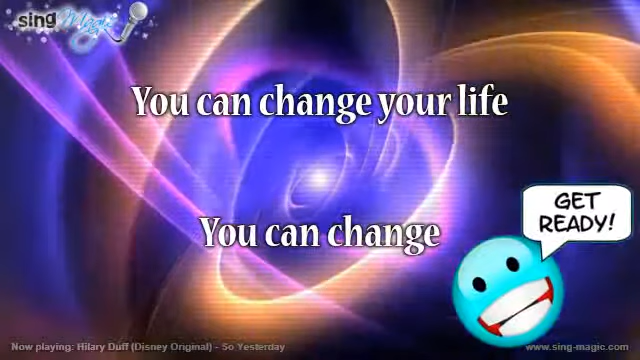 sing Magic
You can change your life
You can change
GET
READY!
Now playing: Hilary Duff (Disney Original) - So Yesterday
www.sing-magic.com